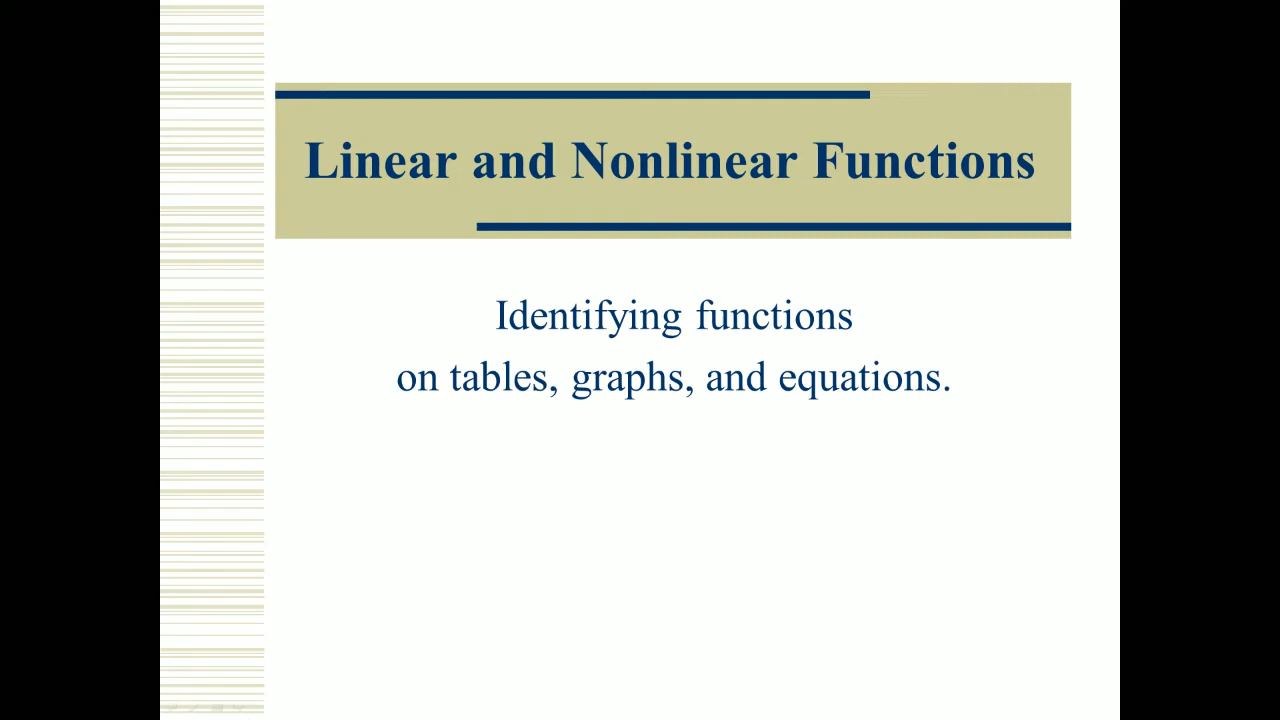 Linear and Nonlinear Functions
Identifying functions
on tables, graphs, and equations.